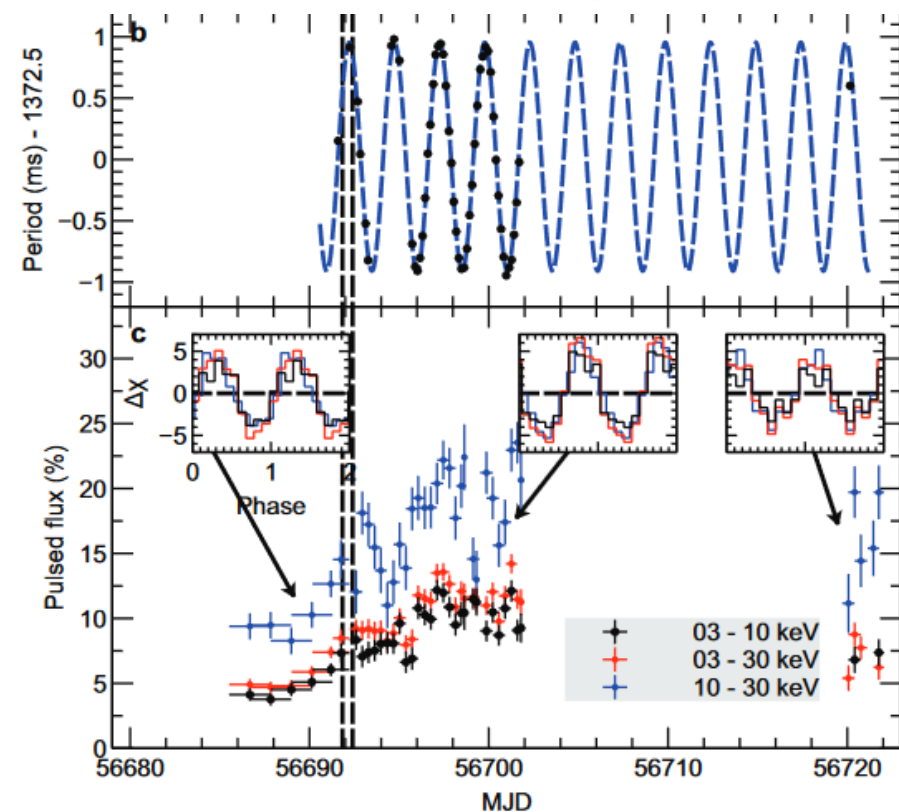 b
Period (ms) - 1372.5
1
0.5
0
−0.5
−1
c
Δχ
5
0
−5
0 1 2
Phase
Pulsed flux (%)
30
25
20
15
10
5
0
03 - 10 keV
03 - 30 keV
10 - 30 keV
56680 56690 56700 56710 56720
MJD